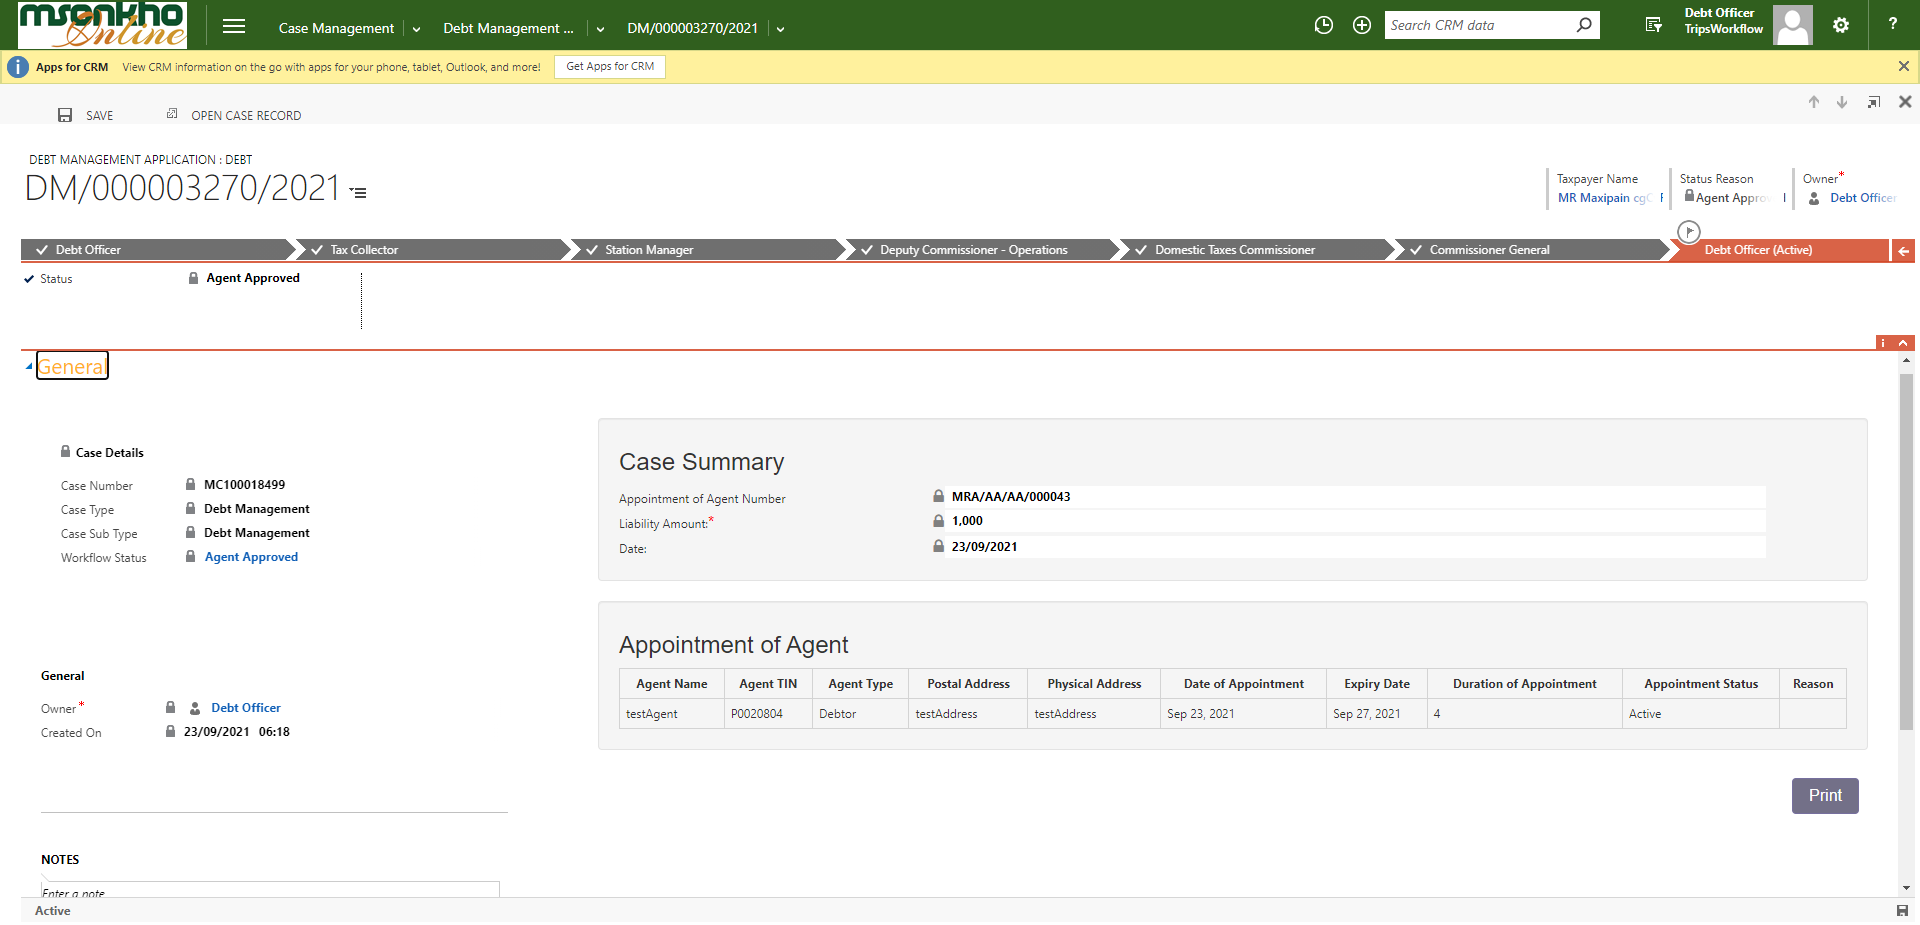 msonkho Online
Case Management
Debt Management ...
DM/000003270/2021
Search CRM data
Debt Officer
TripsWorkflow
?
Apps for CRM View CRM information on the go with apps for your phone, tablet, Outlook, and more! Get Apps for CRM
SAVE
OPEN CASE RECORD
DEBT MANAGEMENT APPLICATION : DEBT
DM/000003270/2021
Taxpayer Name
MR Maxipain
Status Reason
Agent Appro
Owner*
Debt Officer
Debt Officer
Tax Collector
Station Manager
Deputy Commissioner - Operations
Domestic Taxes Commissioner
Commissioner General
Debt Officer (Active)
Status Agent Approved
General
Case Details
Case Number MC100018499
Case Type Debt Management
Case Sub Type Debt Management
Workflow Status Agent Approved
General
Owner* Debt Officer
Created On 23/09/2021 06:18
NOTES
Enter a note
Case Summary
Appointment of Agent Number MRA/AA/AA/000043
Liability Amount:* 1,000
Date: 23/09/2021
Appointment of Agent
Agent Name Agent TIN Agent Type Postal Address Physical Address Date of Appointment Expiry Date Duration of Appointment Appointment Status Reason
testAgent P0020804 Debtor testAddress testAddress Sep 23, 2021 Sep 27, 2021 4 Active
Print
Active